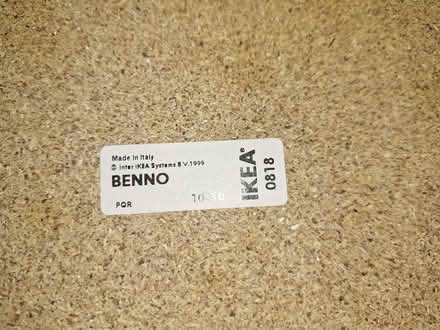 Made in Italy
© Inter IKEA Systems B.V.1999
BENNO
PQR
IKEA®
0818